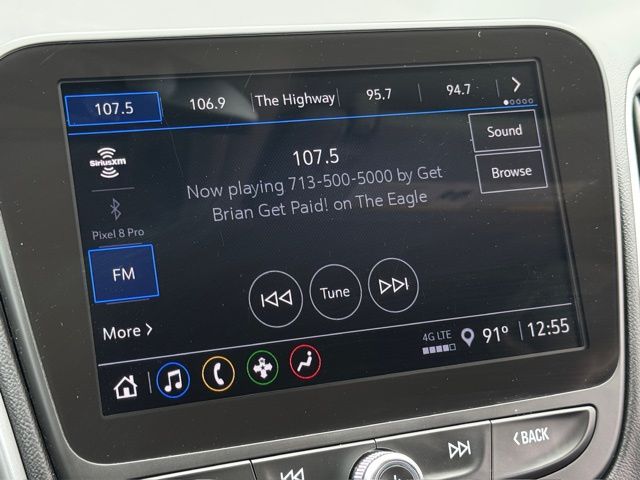 107.5 106.9 The Highway 95.7 94.7
SiriusXM
Sound
107.5
Now playing 713-500-5000 by Get
Brian Get Paid! on The Eagle
Browse
Pixel 8 Pro
FM
Tune
More
4G LTE
91° 12:55
BACK